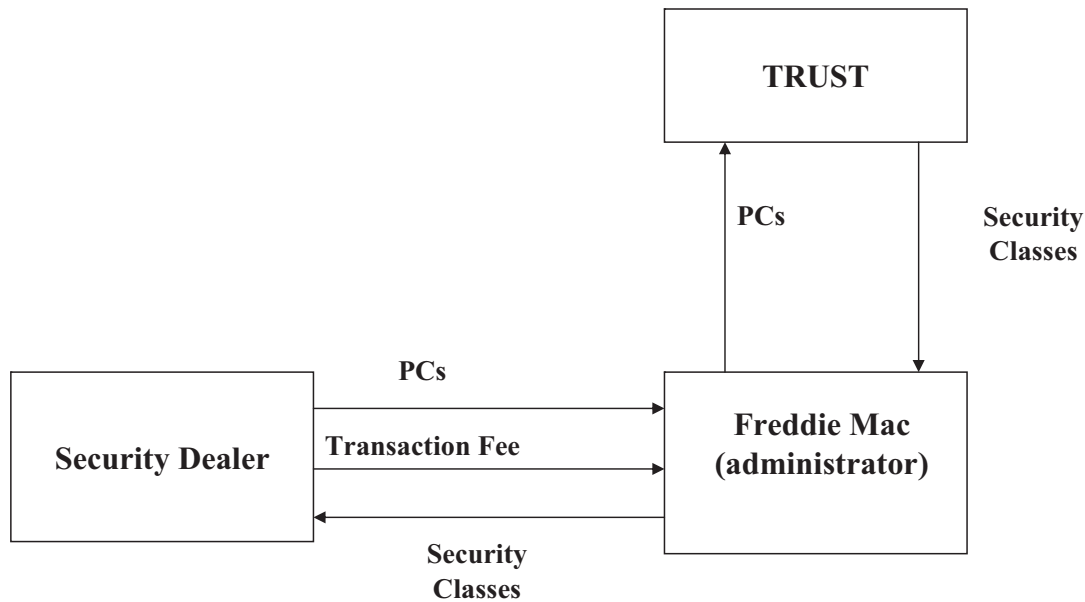 TRUST
PCs
Security
Classes
PCs
Security Dealer
Transaction Fee
Freddie Mac
(administrator)
Security
Classes